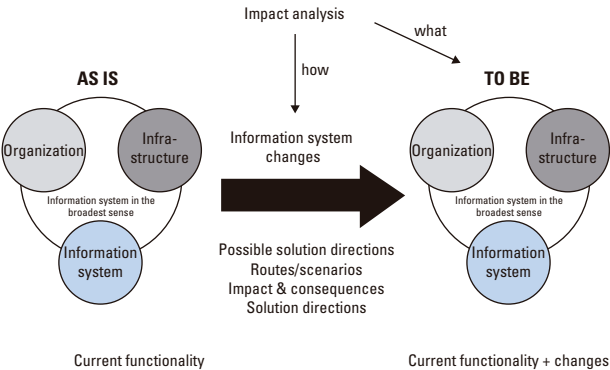 Impact analysis
what
how
AS IS
TO BE
Organization
Infra-
structure
Information system in the
broadest sense
Information
system
Information system
changes
Possible solution directions
Routes/scenarios
Impact & consequences
Solution directions
Organization
Infra-
structure
Information system in the
broadest sense
Information
system
Current functionality
Current functionality + changes